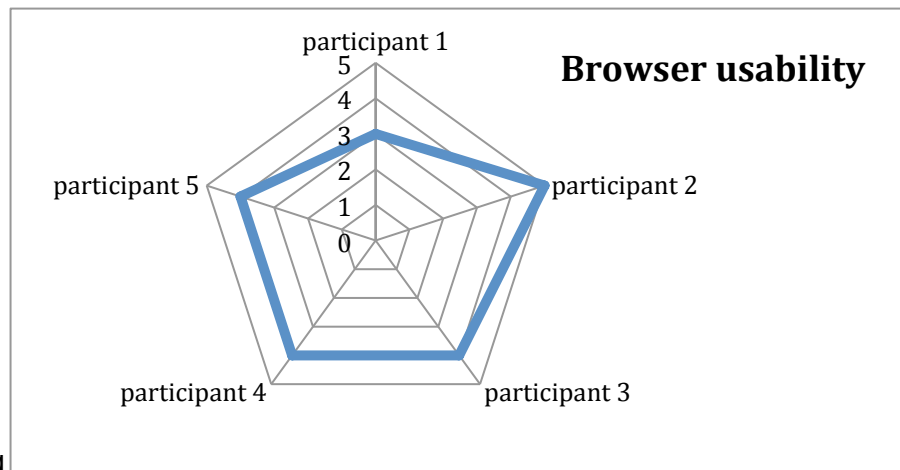 participant 1
Browser usability
5
4
3
2
1
0
participant 5
participant 2
participant 4
participant 3